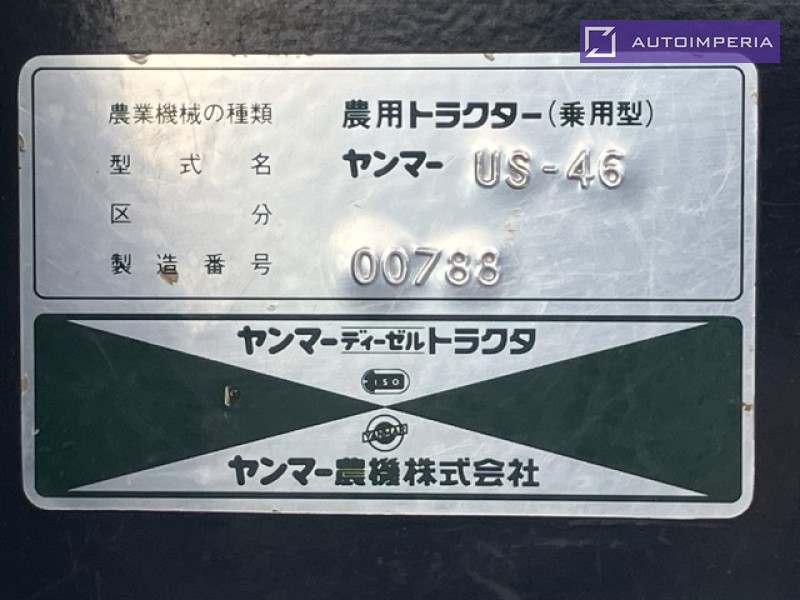 AUTOIMPERIA
農業機械の種類 農用トラクター(乗用型)
型式名 ヤンマー US-46
区分
製造番号 00788
ヤンマーディーゼルトラクタ
ISO
YANMAR
ヤンマー農機株式会社